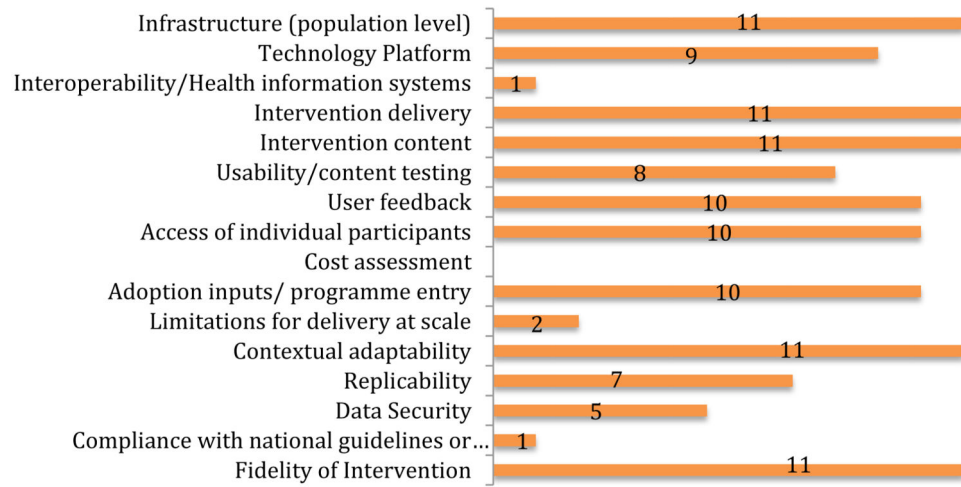 Infrastructure (population level) 11
Technology Platform 9
Interoperability/Health information systems 1
Intervention delivery 11
Intervention content 11
Usability/content testing 8
User feedback 10
Access of individual participants 10
Cost assessment
Adoption inputs/ programme entry 10
Limitations for delivery at scale 2
Contextual adaptability 11
Replicability 7
Data Security 5
Compliance with national guidelines or... 1
Fidelity of Intervention 11